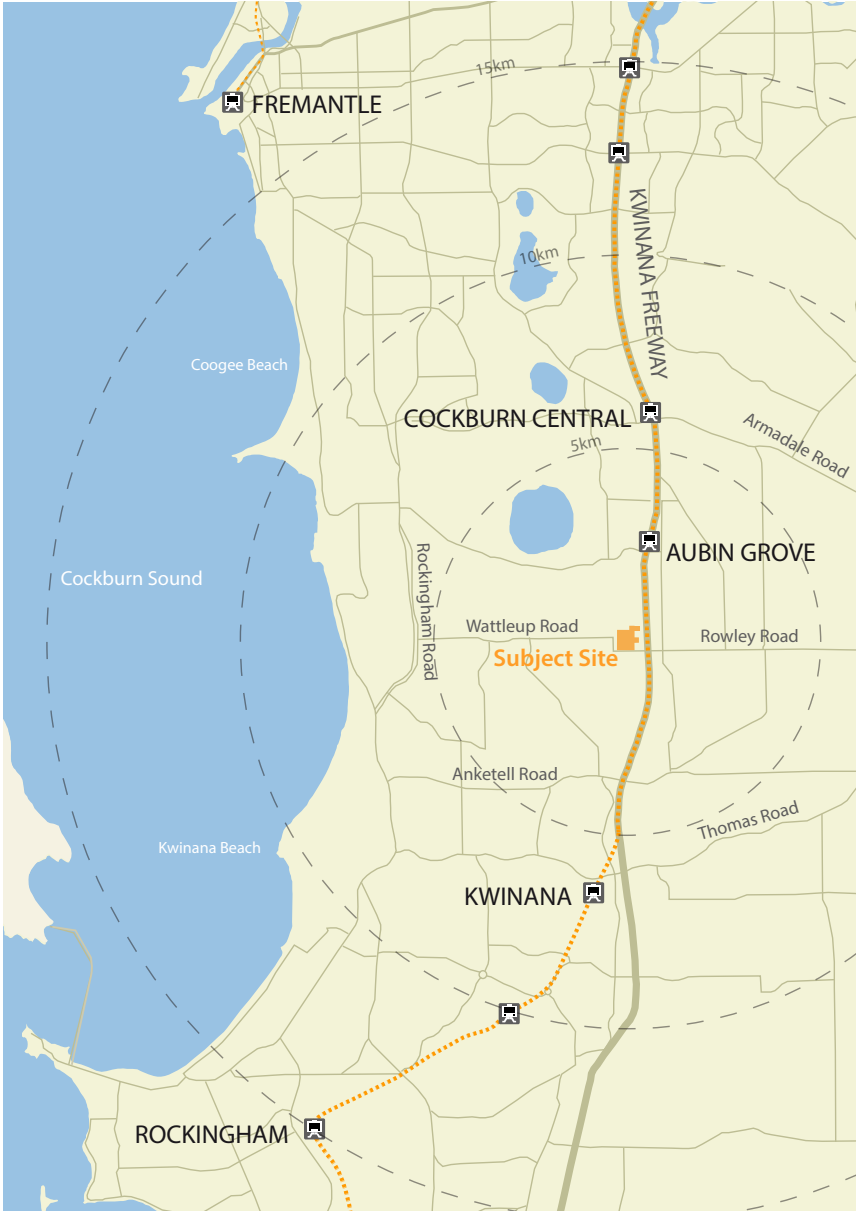 15km
FREMANTLE
KWINANA FREEWAY
10km
Coogee Beach
COCKBURN CENTRAL
Armadale Road
5km
AUBIN GROVE
Rockingham Road
Cockburn Sound
Wattleup Road
Rowley Road
Subject Site
Anketell Road
Thomas Road
Kwinana Beach
KWINANA
ROCKINGHAM